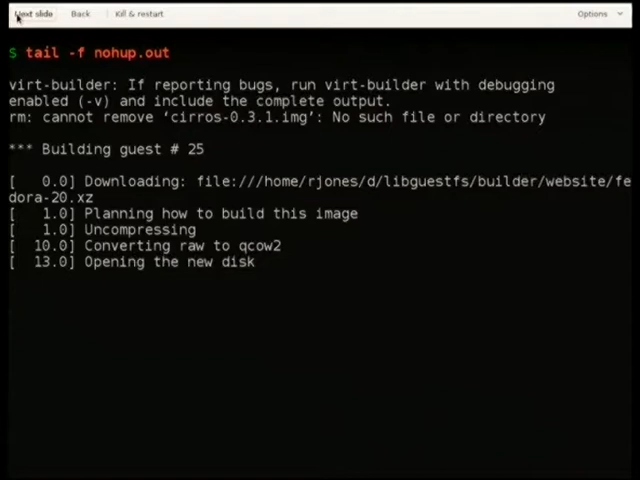 Next slide Back Kill & restart Options
$ tail -f nohup.out
virt-builder: If reporting bugs, run virt-builder with debugging
enabled (-v) and include the complete output.
rm: cannot remove ‘cirros-0.3.1.img’: No such file or directory
*** Building guest # 25
[   0.0] Downloading: file:///home/rjones/d/libguestfs/builder/website/fe
dora-20.xz
[   1.0] Planning how to build this image
[   1.0] Uncompressing
[  10.0] Converting raw to qcow2
[  13.0] Opening the new disk